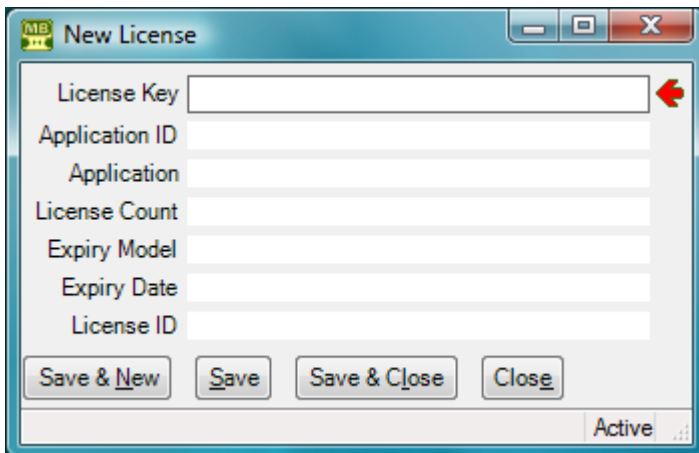 MB
New License
License Key
Application ID
Application
License Count
Expiry Model
Expiry Date
License ID
Save & New Save Save & Close Close
Active